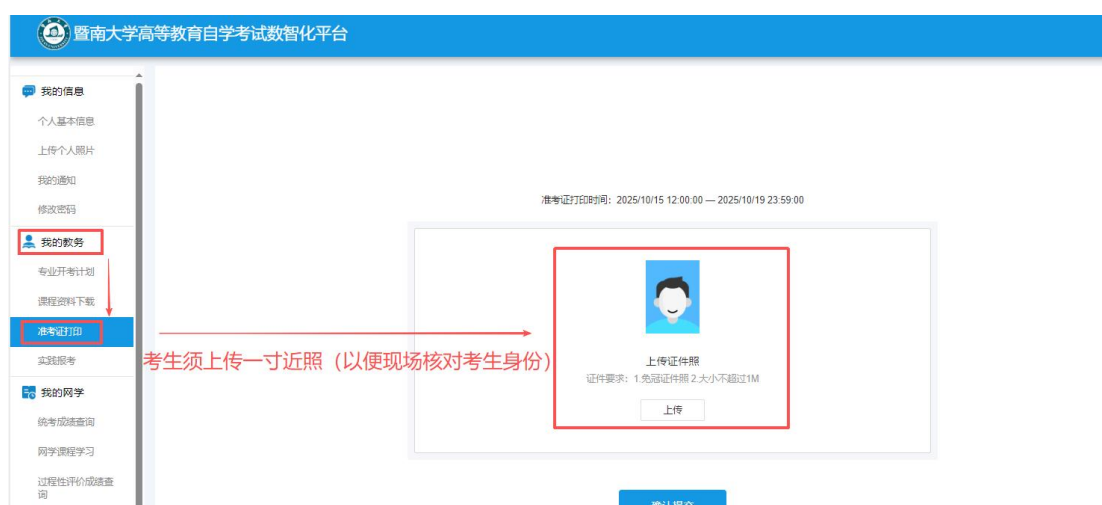 暨南大学高等教育自学考试数智化平台
我的信息
个人基本信息
上传个人照片
我的通知
修改密码
准考证打印时间：2025/10/15 12:00:00 — 2025/10/19 23:59:00
我的教务
专业开考计划
课程资料下载
准考证打印
实践报考
考生须上传一寸近照（以便现场核对考生身份）
上传证件照
证件要求：1.免冠证件照 2.大小不超过1M
上传
我的网学
统考成绩查询
网学课程学习
过程性评价成绩查
询
确认提交